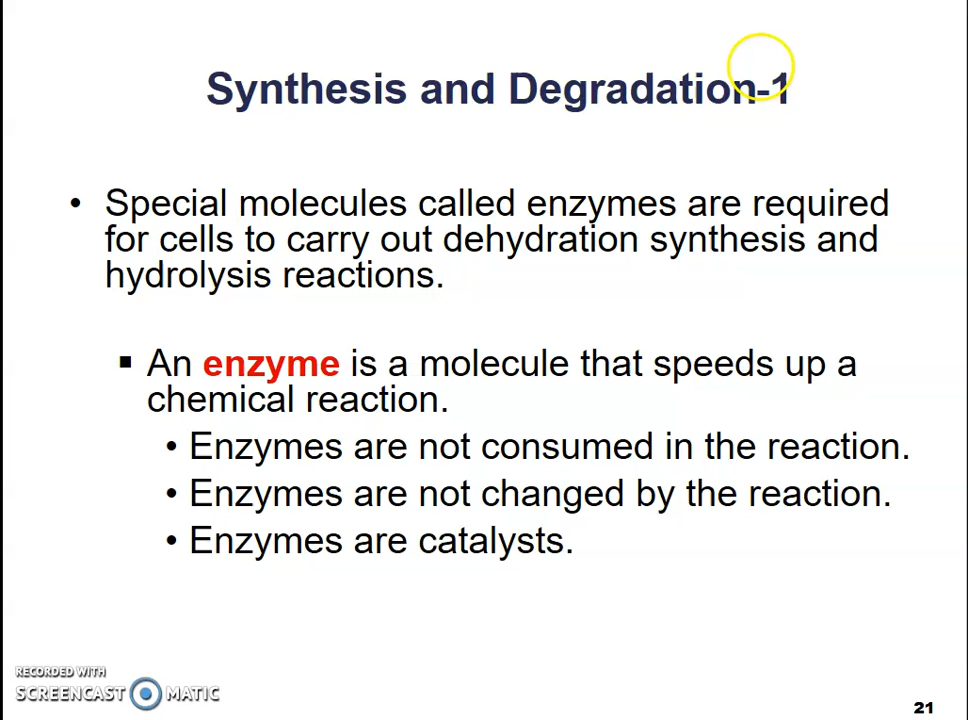 Synthesis and Degradation-1
• Special molecules called enzymes are required
for cells to carry out dehydration synthesis and
hydrolysis reactions.
▪ An enzyme is a molecule that speeds up a
chemical reaction.
• Enzymes are not consumed in the reaction.
• Enzymes are not changed by the reaction.
• Enzymes are catalysts.
RECORDED WITH
SCREENCAST MATIC
21